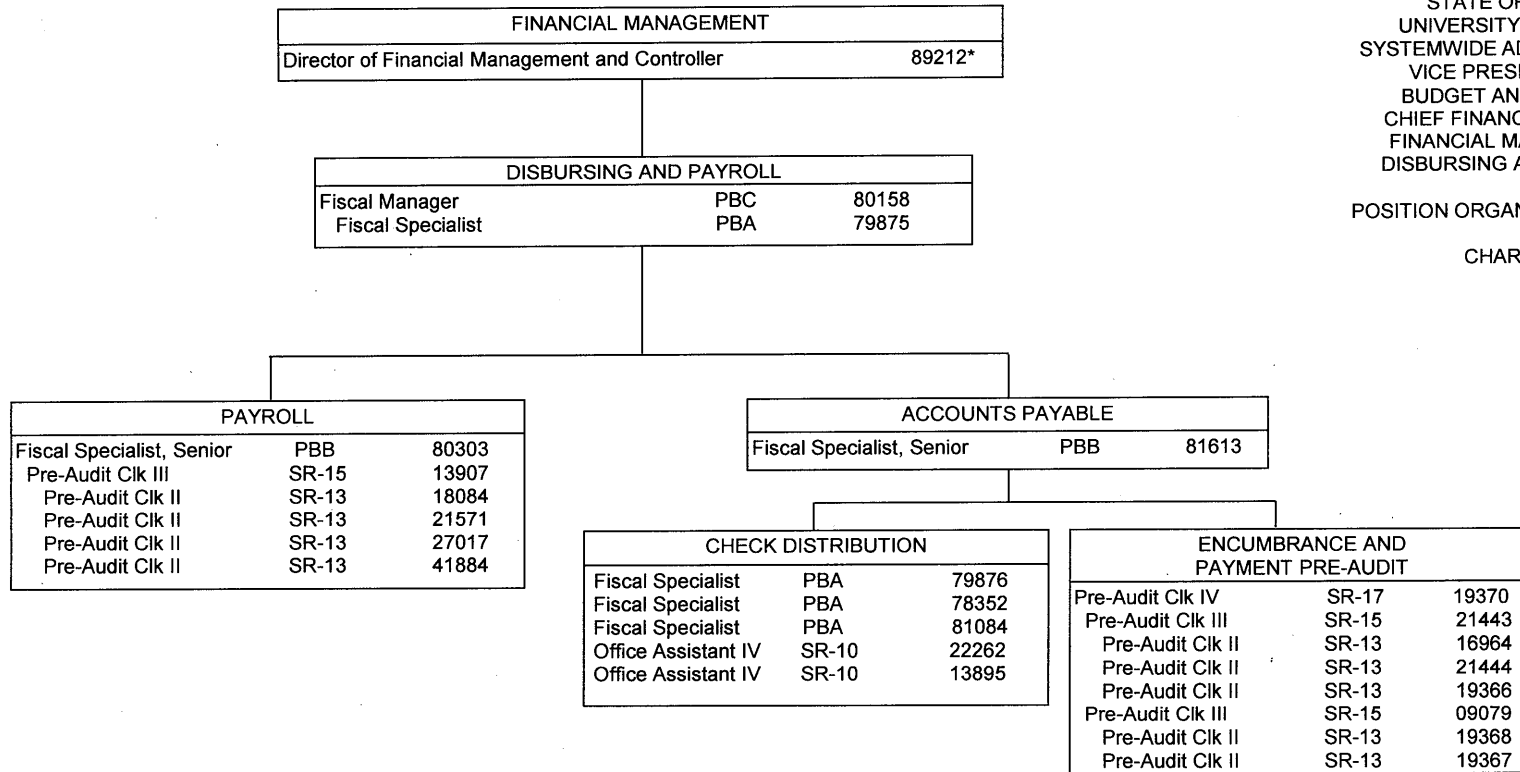 FINANCIAL MANAGEMENT
Director of Financial Management and Controller 89212*
STATE OF
UNIVERSITY
SYSTEMWIDE
VICE
BUDGET
CHIEF
FINANCIAL
DISBURSING
POSITION
DISBURSING AND PAYROLL
Fiscal Manager PBC 80158
Fiscal Specialist PBA 79875
PAYROLL
Fiscal Specialist, Senior PBB 80303
Pre-Audit Clk III SR-15 13907
Pre-Audit Clk II SR-13 18084
Pre-Audit Clk II SR-13 21571
Pre-Audit Clk II SR-13 27017
Pre-Audit Clk II SR-13 41884
ACCOUNTS PAYABLE
Fiscal Specialist, Senior PBB 81613
CHECK DISTRIBUTION
Fiscal Specialist PBA 79876
Fiscal Specialist PBA 78352
Fiscal Specialist PBA 81084
Office Assistant IV SR-10 22262
Office Assistant IV SR-10 13895
ENCUMBRANCE AND
PAYMENT PRE-AUDIT
Pre-Audit Clk IV SR-17 19370
Pre-Audit Clk III SR-15 21443
Pre-Audit Clk II SR-13 16964
Pre-Audit Clk II SR-13 21444
Pre-Audit Clk II SR-13 19366
Pre-Audit Clk III SR-15 09079
Pre-Audit Clk II SR-13 19368
Pre-Audit Clk II SR-13 19367